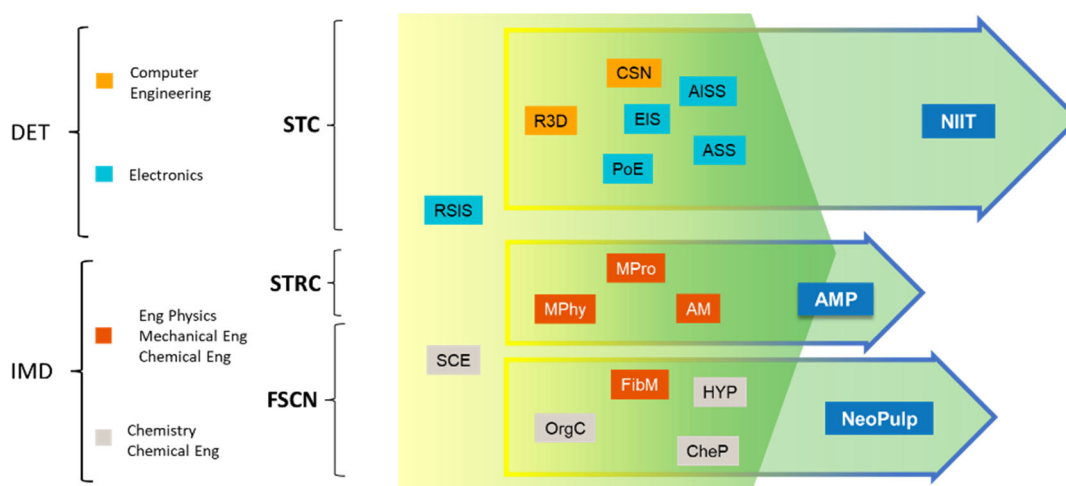 DET
Computer
Engineering
Electronics
IMD
Eng Physics
Mechanical Eng
Chemical Eng
Chemistry
Chemical Eng
STC
STRC
FSCN
RSIS
SCE
CSN
AISS
R3D
EIS
ASS
PoE
NIIT
MPro
MPhy
AM
AMP
FibM
HYP
OrgC
CheP
NeoPulp